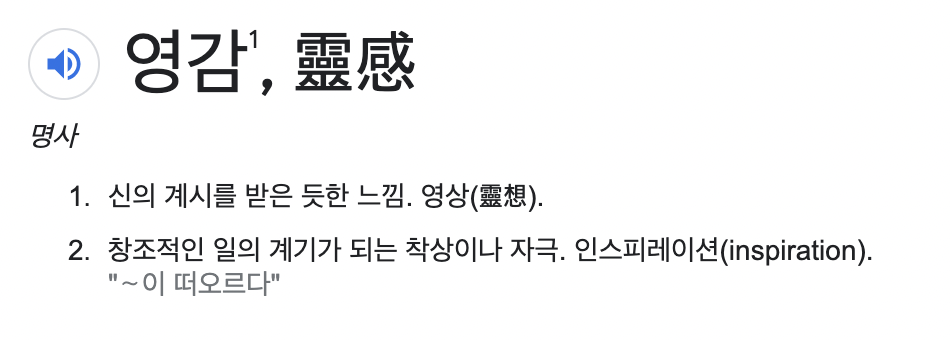 영감¹, 靈感
명사
1. 신의 계시를 받은 듯한 느낌. 영상(靈想).
2. 창조적인 일의 계기가 되는 착상이나 자극. 인스피레이션(inspiration).
"~이 떠오르다"